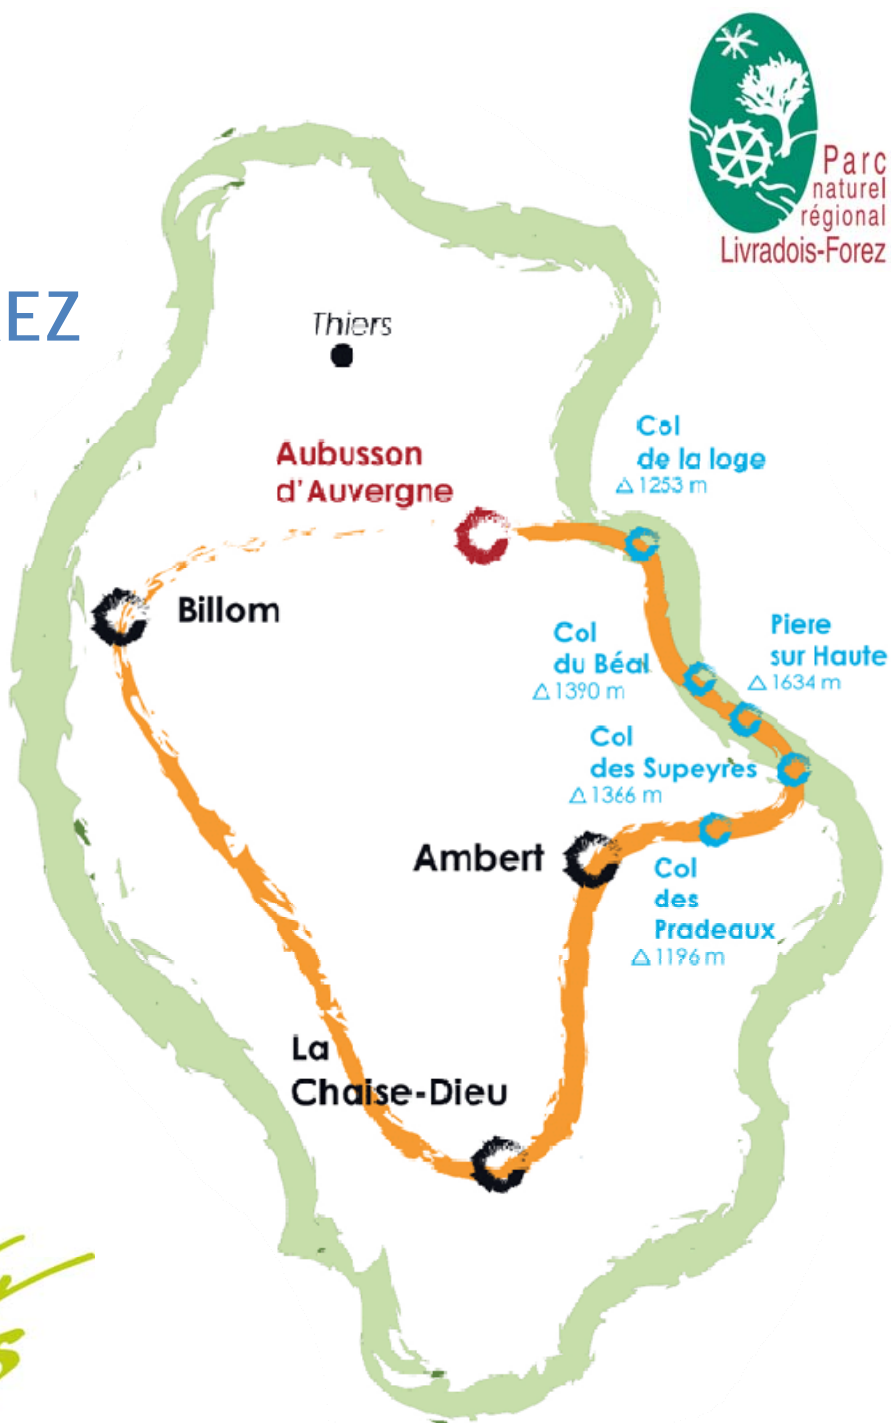 Parc
naturel
régional
Livradois-Forez
EZ
Thiers
Col
de la loge
△ 1253 m
Aubusson
d'Auvergne
Billom
Col
du Béal
△ 1390 m
Piere
sur Haute
△ 1634 m
Col
des Supeyres
△ 1366 m
Ambert
Col
des
Pradeaux
△ 1196 m
La
Chaise-Dieu